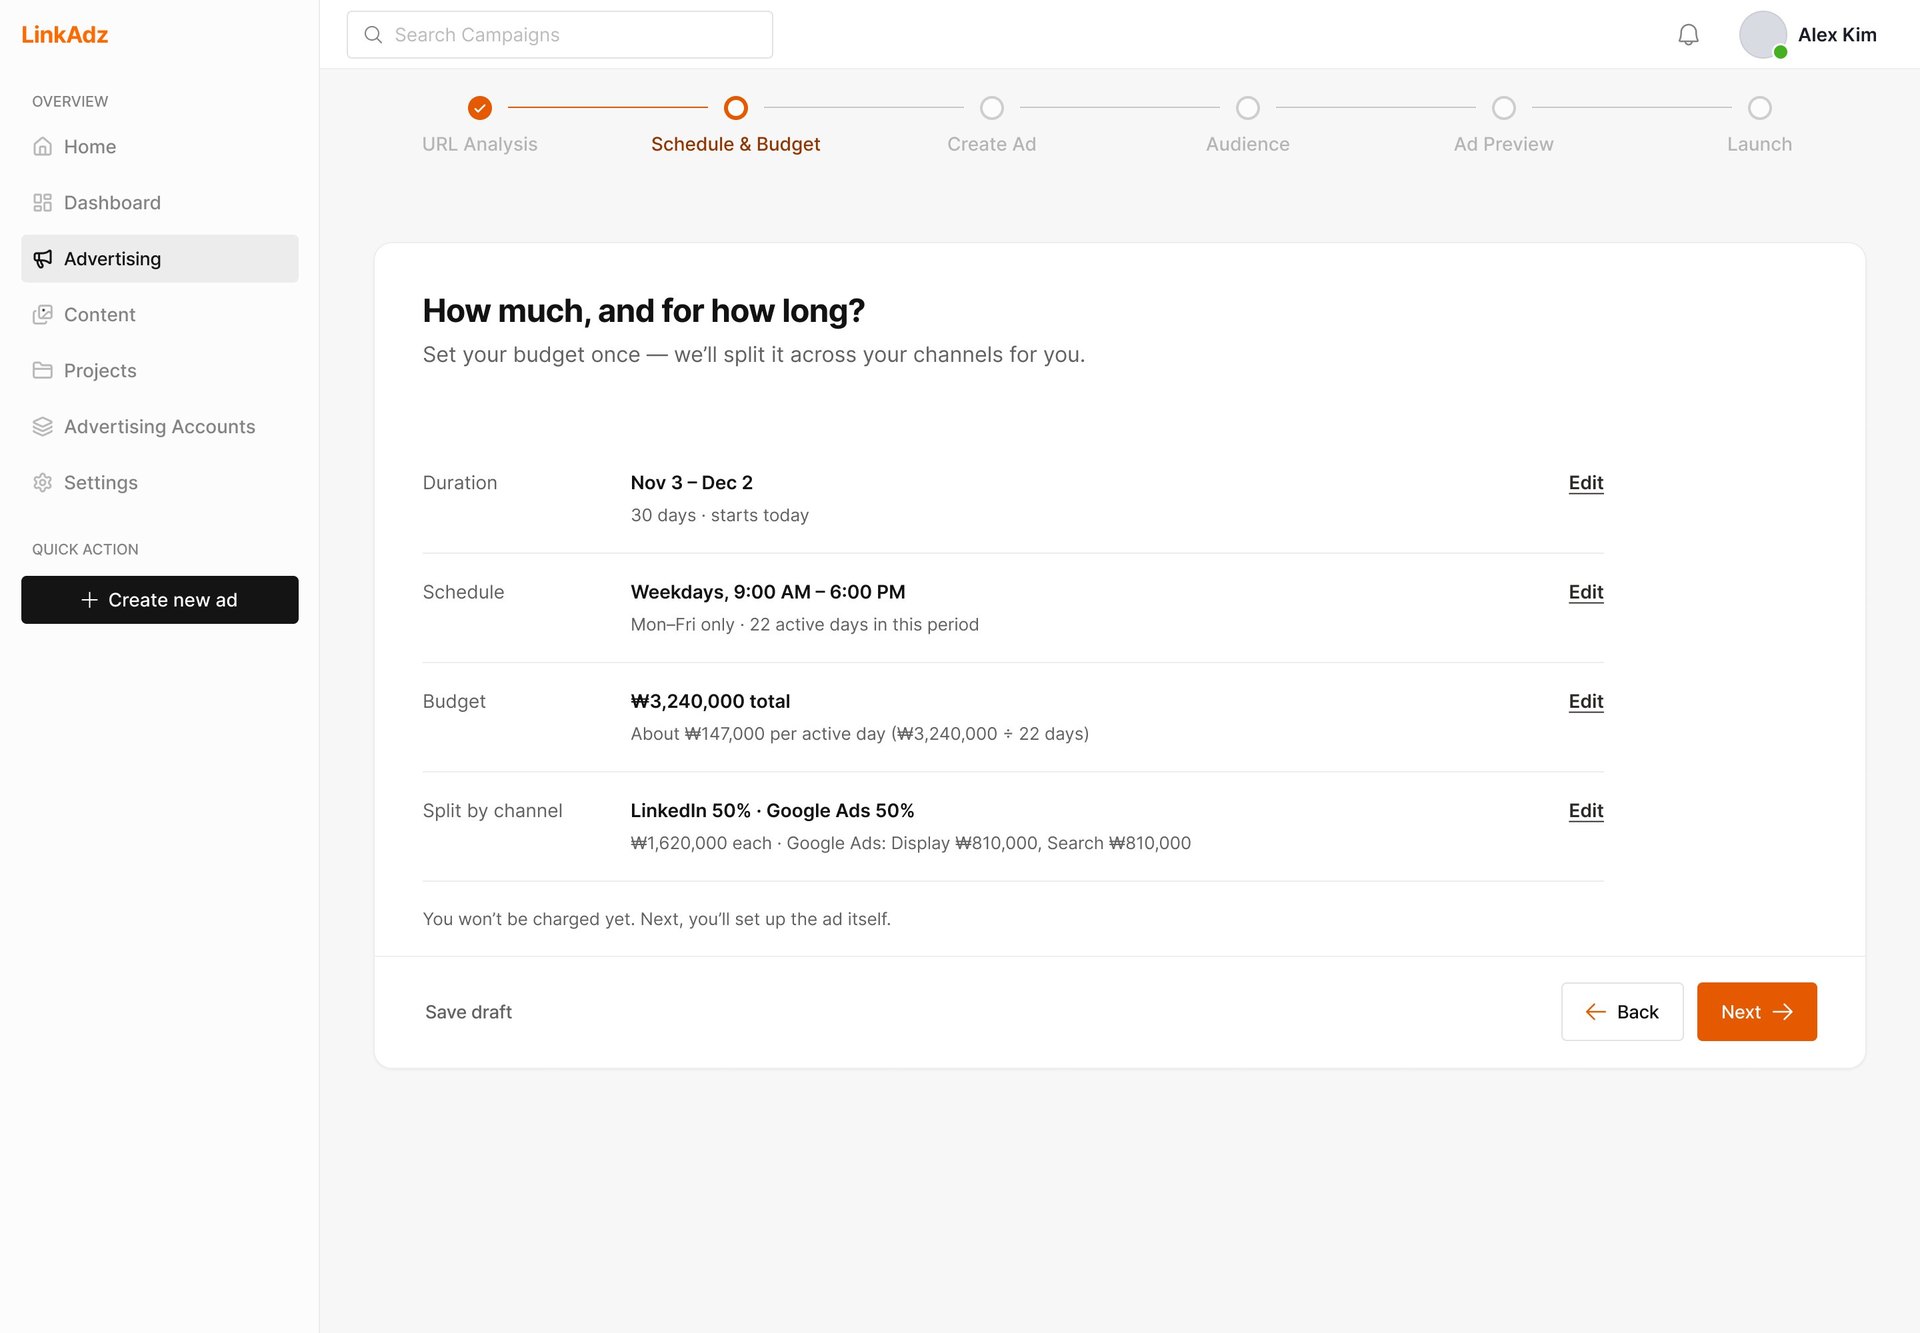 LinkAdz
Search Campaigns
Alex Kim
OVERVIEW
Home
Dashboard
Advertising
Content
Projects
Advertising Accounts
Settings
QUICK ACTION
Create new ad
URL Analysis
Schedule & Budget
Create Ad
Audience
Ad Preview
Launch
How much, and for how long?
Set your budget once — we’ll split it across your channels for you.
Duration
Nov 3 – Dec 2
Edit
30 days · starts today
Schedule
Weekdays, 9:00 AM – 6:00 PM
Edit
Mon–Fri only · 22 active days in this period
Budget
₩3,240,000 total
Edit
About ₩147,000 per active day (₩3,240,000 ÷ 22 days)
Split by channel
LinkedIn 50% · Google Ads 50%
Edit
₩1,620,000 each · Google Ads: Display ₩810,000, Search ₩810,000
You won’t be charged yet. Next, you’ll set up the ad itself.
Save draft
Back
Next